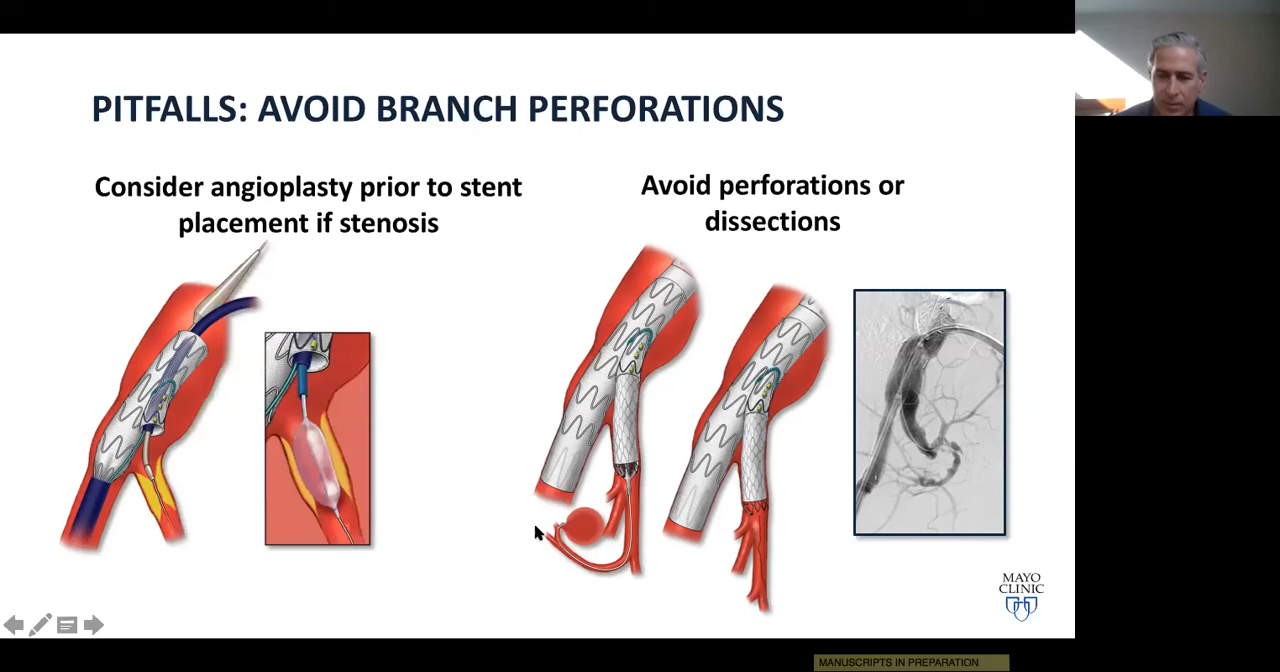 PITFALLS: AVOID BRANCH PERFORATIONS
Consider angioplasty prior to stent
placement if stenosis
Avoid perforations or
dissections
MAYO
CLINIC
MANUSCRIPTS IN PREPARATION